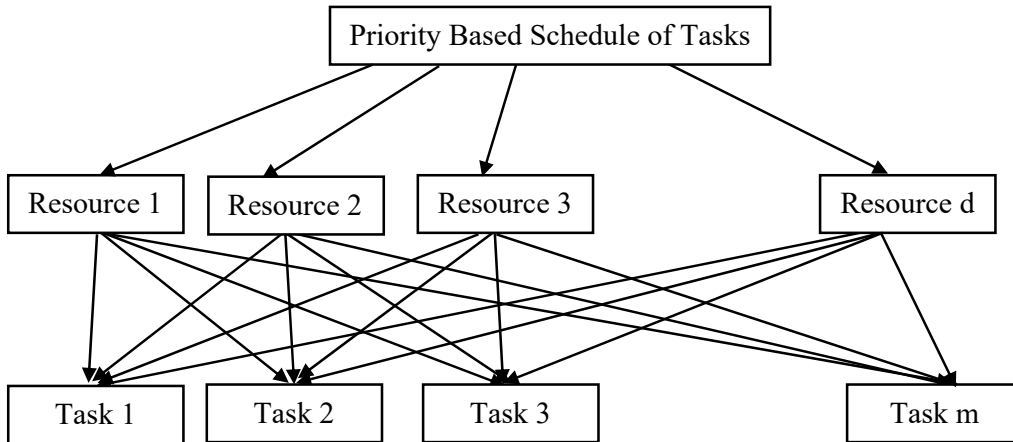 Priority Based Schedule of Tasks
Resource 1
Resource 2
Resource 3
Resource d
Task 1
Task 2
Task 3
Task m